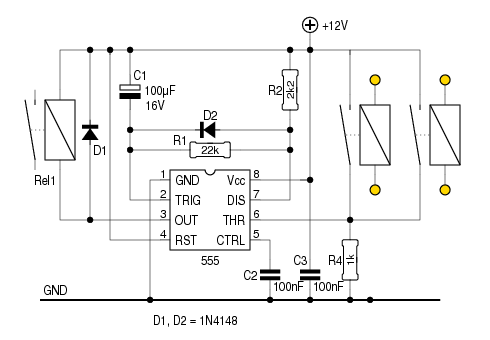 +12V
C1
100µF
16V
R2
2k2
D2
R1
22k
D1
Rel1
1 GND Vcc 8
2 TRIG DIS 7
3 OUT THR 6
4 RST CTRL 5
555
R4
1k
C2
100nF
C3
100nF
GND
D1, D2 = 1N4148